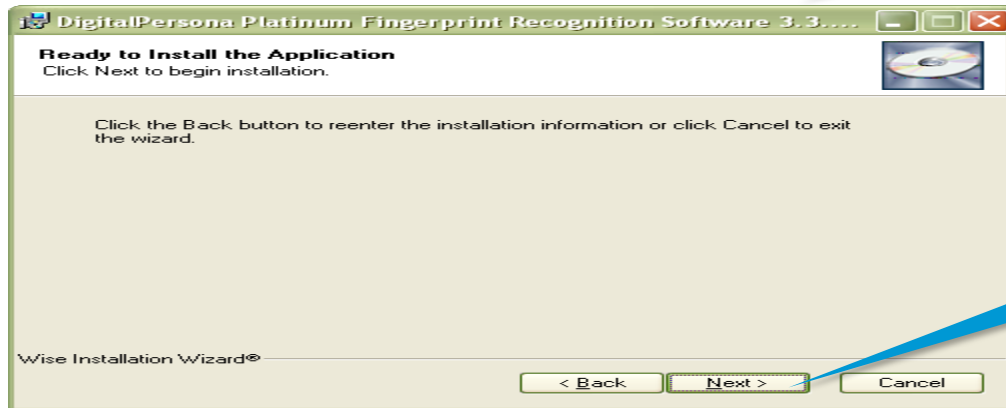 DigitalPersona Platinum Fingerprint Recognition Software 3.3....
Ready to Install the Application
Click Next to begin installation.
Click the Back button to reenter the installation information or click Cancel to exit
the wizard.
Wise Installation Wizard®
< Back
Next >
Cancel